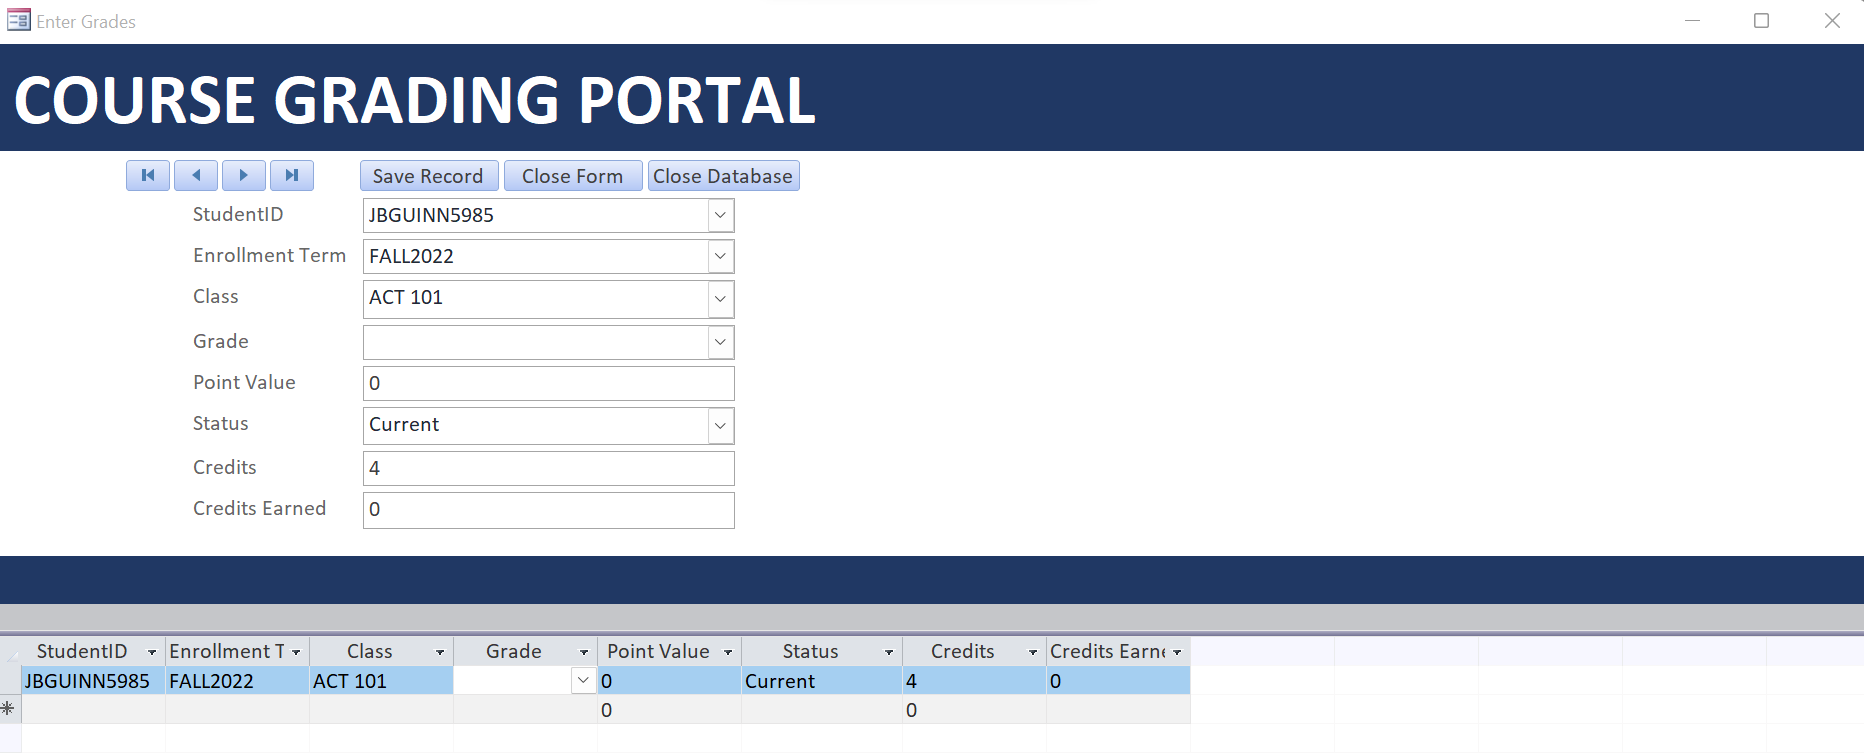 Enter Grades
COURSE GRADING PORTAL
Save Record Close Form Close Database
StudentID JBGUINN5985
Enrollment Term FALL2022
Class ACT 101
Grade
Point Value 0
Status Current
Credits 4
Credits Earned 0
StudentID Enrollment T Class Grade Point Value Status Credits Credits Earne
JBGUINN5985 FALL2022 ACT 101 0 Current 4 0
0 0